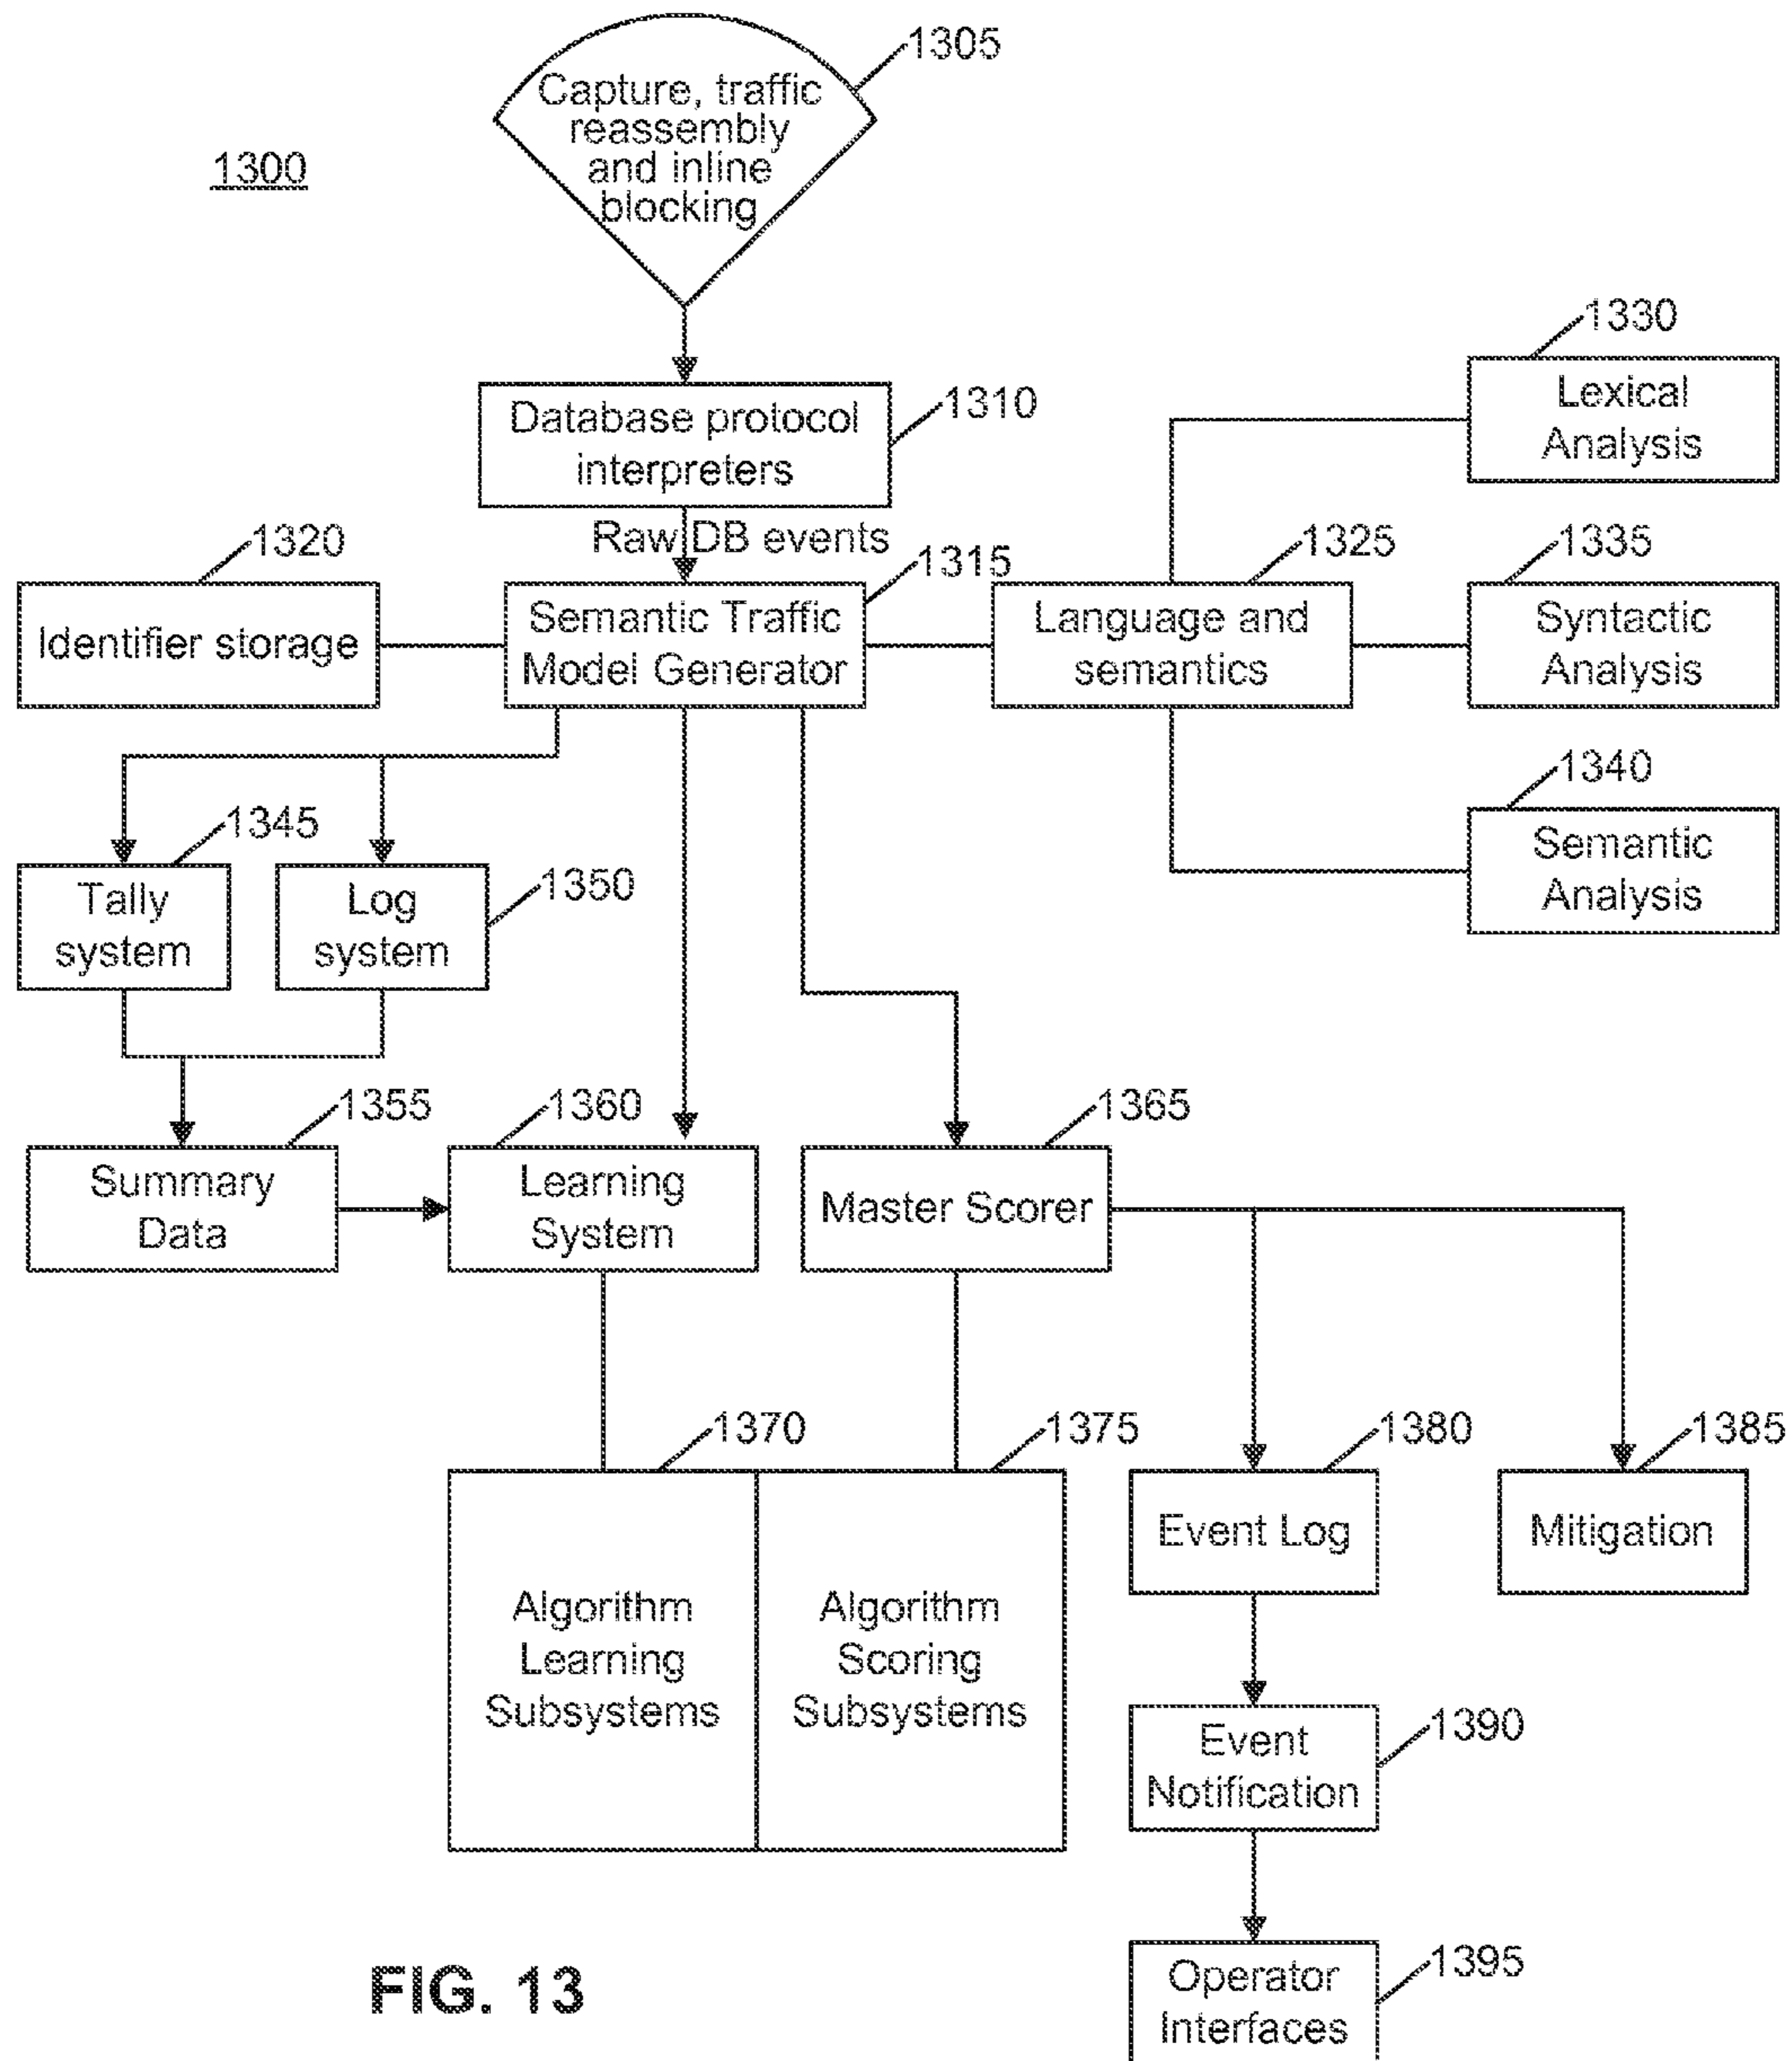 1305
Capture, traffic
reassembly
and inline
blocking
1300
1330
Lexical
Analysis
1310
Database protocol
interpreters
Raw DB events
1320
1315
1325
1335
Identifier storage
Semantic Traffic
Model Generator
Language and
semantics
Syntactic
Analysis
1340
Semantic
Analysis
1345
Tally
system
1350
Log
system
1355
1360
1365
Summary
Data
Learning
System
Master Scorer
1370
1375
1380
1385
Algorithm
Learning
Subsystems
Algorithm
Scoring
Subsystems
Event Log
Mitigation
1390
Event
Notification
1395
Operator
Interfaces
FIG. 13